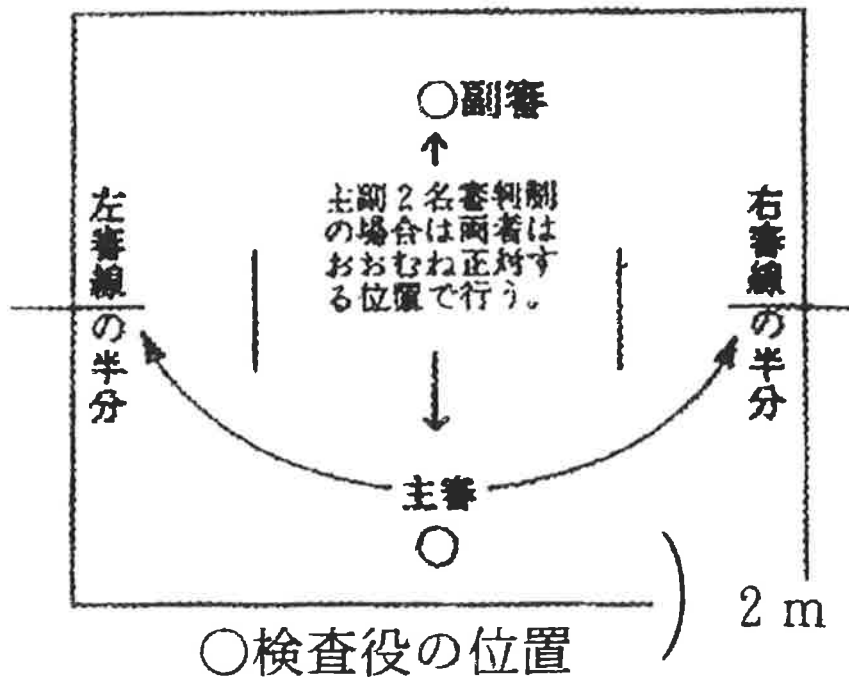 ○副審
主副2名審判制
の場合は両者は
おおむね正対す
る位置で行う。
左審線の半分
右審線の半分
主審
○
2 m
○検査役の位置